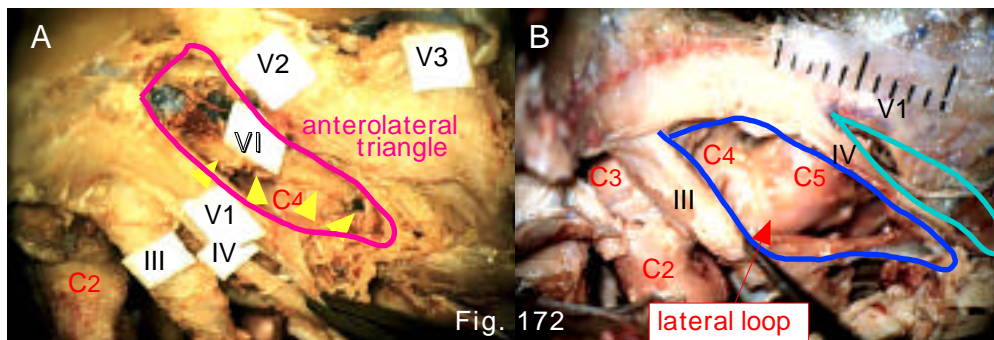 A
V2
V3
VI
anterolateral
triangle
C4
V1
IV
III
C2
Fig. 172
B
V1
IV
C4
C5
C3
III
C2
lateral loop